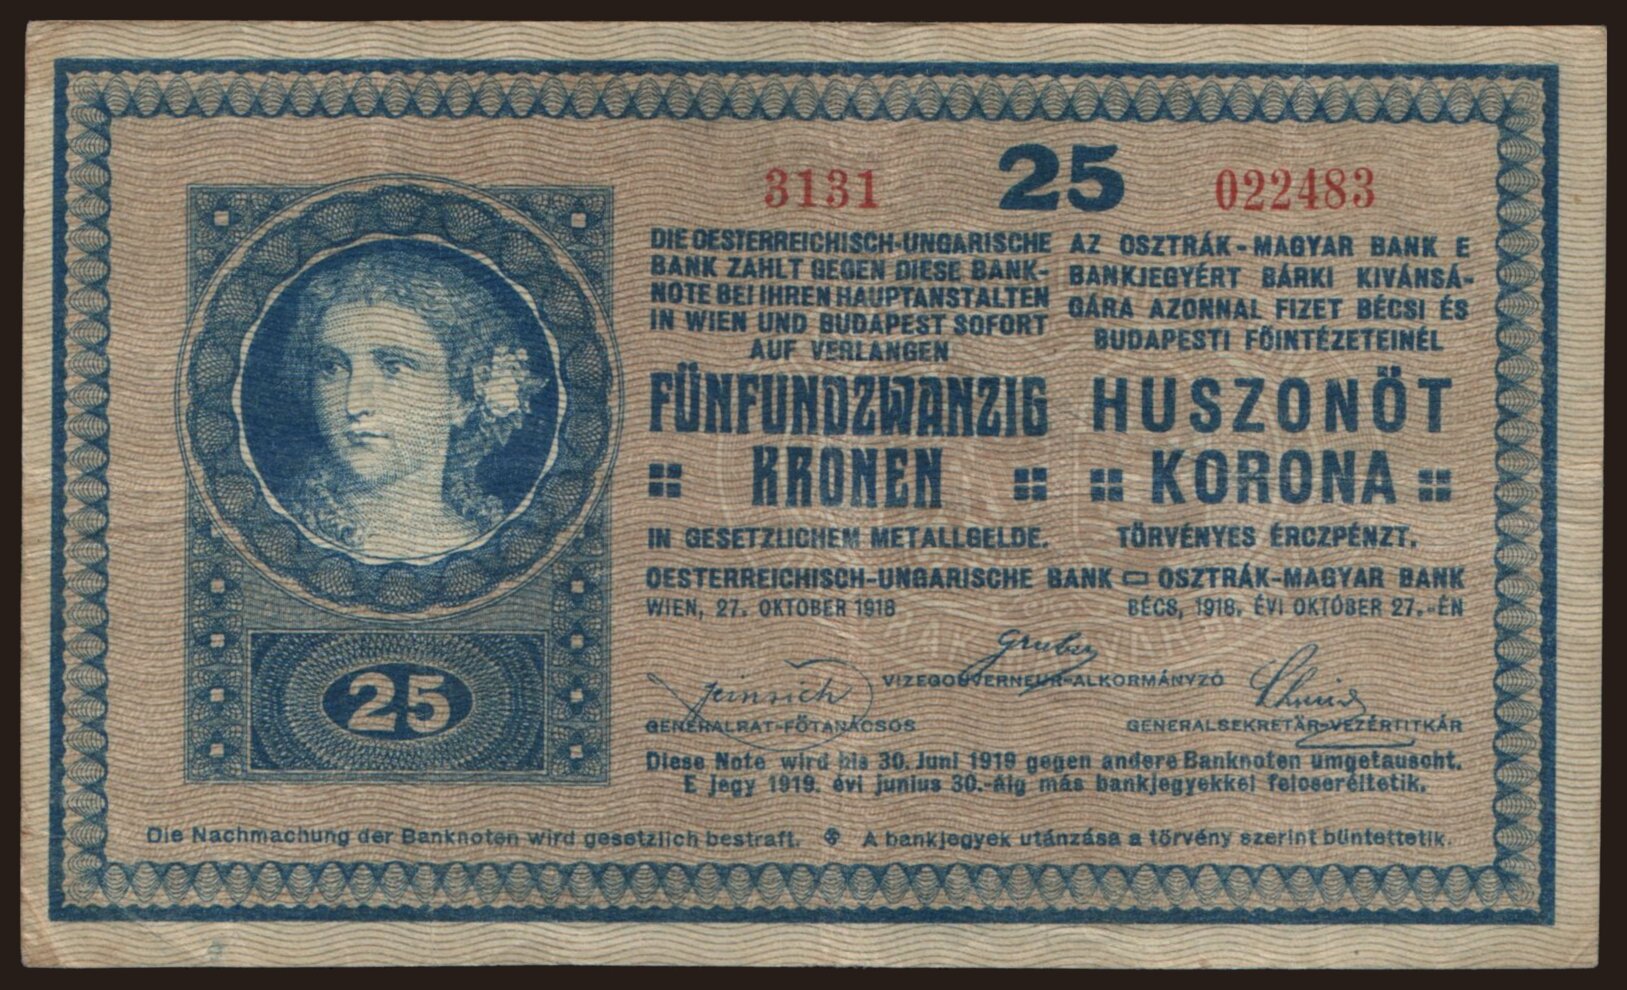 3131 25 022483
DIE OESTERREICHISCH-UNGARISCHE
BANK ZAHLT GEGEN DIESE BANK-
NOTE BEI IHREN HAUPTANSTALTEN
IN WIEN UND BUDAPEST SOFORT
AUF VERLANGEN
FÜNFUNDZWANZIG
KRONEN
IN GESETZLICHEM METALLGELDE.
AZ OSZTRÁK-MAGYAR BANK E
BANKJEGYÉRT BÁRKI KIVÁNSÁ-
GÁRA AZONNAL FIZET BÉCSI ÉS
BUDAPESTI FŐINTÉZETEINÉL
HUSZONÖT
KORONA
TÖRVÉNYES ÉRCZPÉNZT.
OESTERREICHISCH-UNGARISCHE BANK OSZTRÁK-MAGYAR BANK
WIEN, 27. OKTOBER 1918 BÉCS, 1918. ÉVI OKTÓBER 27.-ÉN
Gruber
VIZEGOUVERNEUR-ALKORMÁNYZÓ
GENERALRAT-FŐTANÁCSOS GENERALSEKRETÄR-VEZÉRTITKÁR
Diese Note wird bis 30. Juni 1919 gegen andere Banknoten umgetauscht.
E jegy 1919. évi junius 30.-áig más bankjegyekkel felcseréltetik.
25
Die Nachmachung der Banknoten wird gesetzlich bestraft. A bankjegyek utánzása a törvény szerint büntettetik.